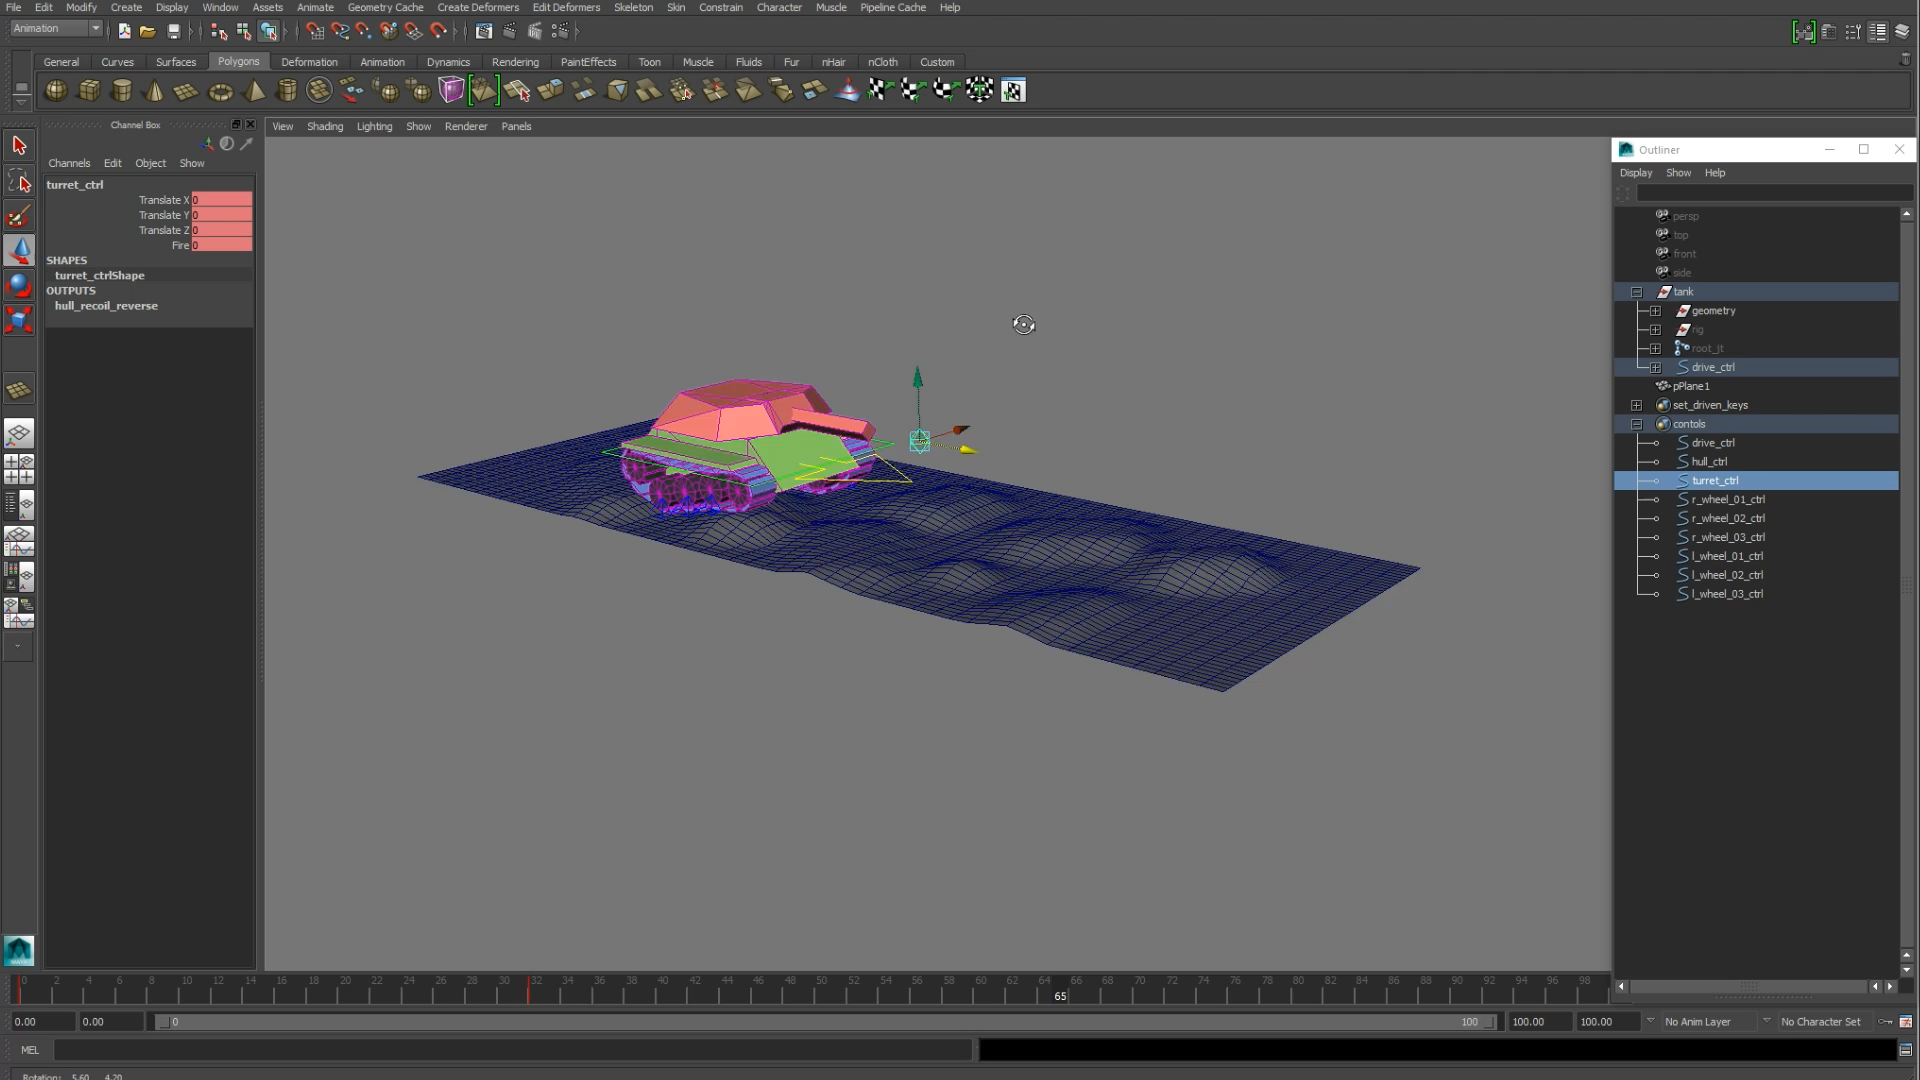 File Edit Modify Create Display Window Assets Animate Geometry Cache Create Deformers Edit Deformers Skeleton Skin Constrain Character Muscle Pipeline Cache Help
Animation
General Curves Surfaces Polygons Deformation Animation Dynamics Rendering PaintEffects Toon Muscle Fluids Fur nHair nCloth Custom
Channel Box
View Shading Lighting Show Renderer Panels
Channels Edit Object Show
turret_ctrl
Translate X 0
Translate Y 0
Translate Z 0
Fire 0
SHAPES
turret_ctrlShape
OUTPUTS
hull_recoil_reverse
Outliner
Display Show Help
persp
top
front
side
tank
geometry
rig
root_jt
drive_ctrl
pPlane1
set_driven_keys
contols
drive_ctrl
hull_ctrl
turret_ctrl
r_wheel_01_ctrl
r_wheel_02_ctrl
r_wheel_03_ctrl
l_wheel_01_ctrl
l_wheel_02_ctrl
l_wheel_03_ctrl
0 2 4 6 8 10 12 14 16 18 20 22 24 26 28 30 32 34 36 38 40 42 44 46 48 50 52 54 56 58 60 62 64 66 68 70 72 74 76 78 80 82 84 86 88 90 92 94 96 98
65
0.00 0.00 0 100 100.00 100.00 No Anim Layer No Character Set
MEL
Rotation: 5.60 4.20